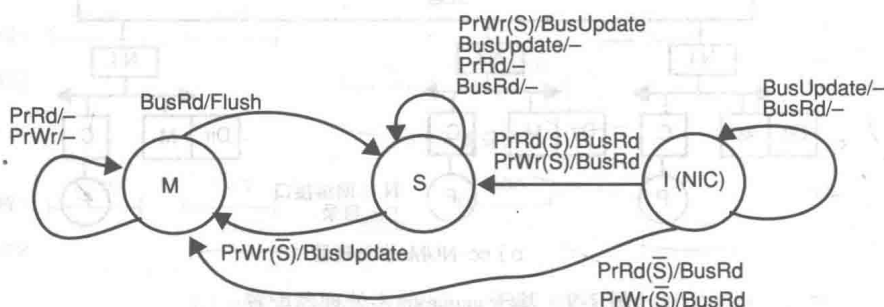 PrWr(S)/BusUpdate
BusUpdate/–
PrRd/–
BusRd/–
PrRd/–
PrWr/–
BusRd/Flush
BusUpdate/–
BusRd/–
PrRd(S)/BusRd
PrWr(S)/BusRd
M
S
I (NIC)
PrWr(S̅)/BusUpdate
PrRd(S̅)/BusRd
PrWr(S̅)/BusRd